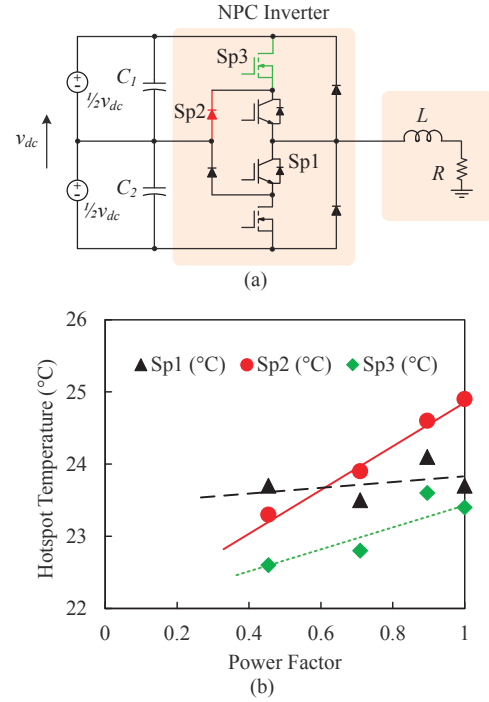 NPC Inverter
Sp3
C1
½vdc
Sp2
L
vdc
Sp1
R
C2
½vdc
(a)
26
Sp1 (°C) Sp2 (°C) Sp3 (°C)
25
24
23
22
Hotspot Temperature (°C)
0 0.2 0.4 0.6 0.8 1
Power Factor
(b)